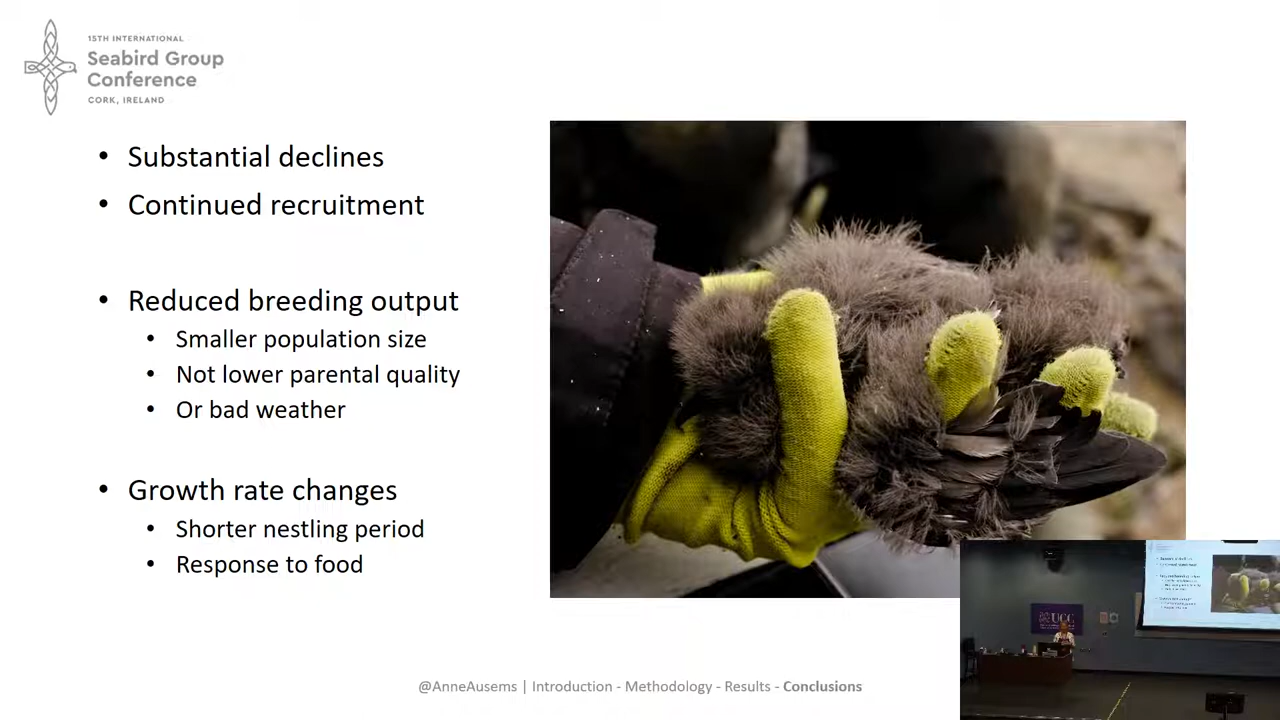 15TH INTERNATIONAL
Seabird Group
Conference
CORK, IRELAND
• Substantial declines
• Continued recruitment
• Reduced breeding output
• Smaller population size
• Not lower parental quality
• Or bad weather
• Growth rate changes
• Shorter nestling period
• Response to food
UCC
@AnneAusems | Introduction - Methodology - Results - Conclusions